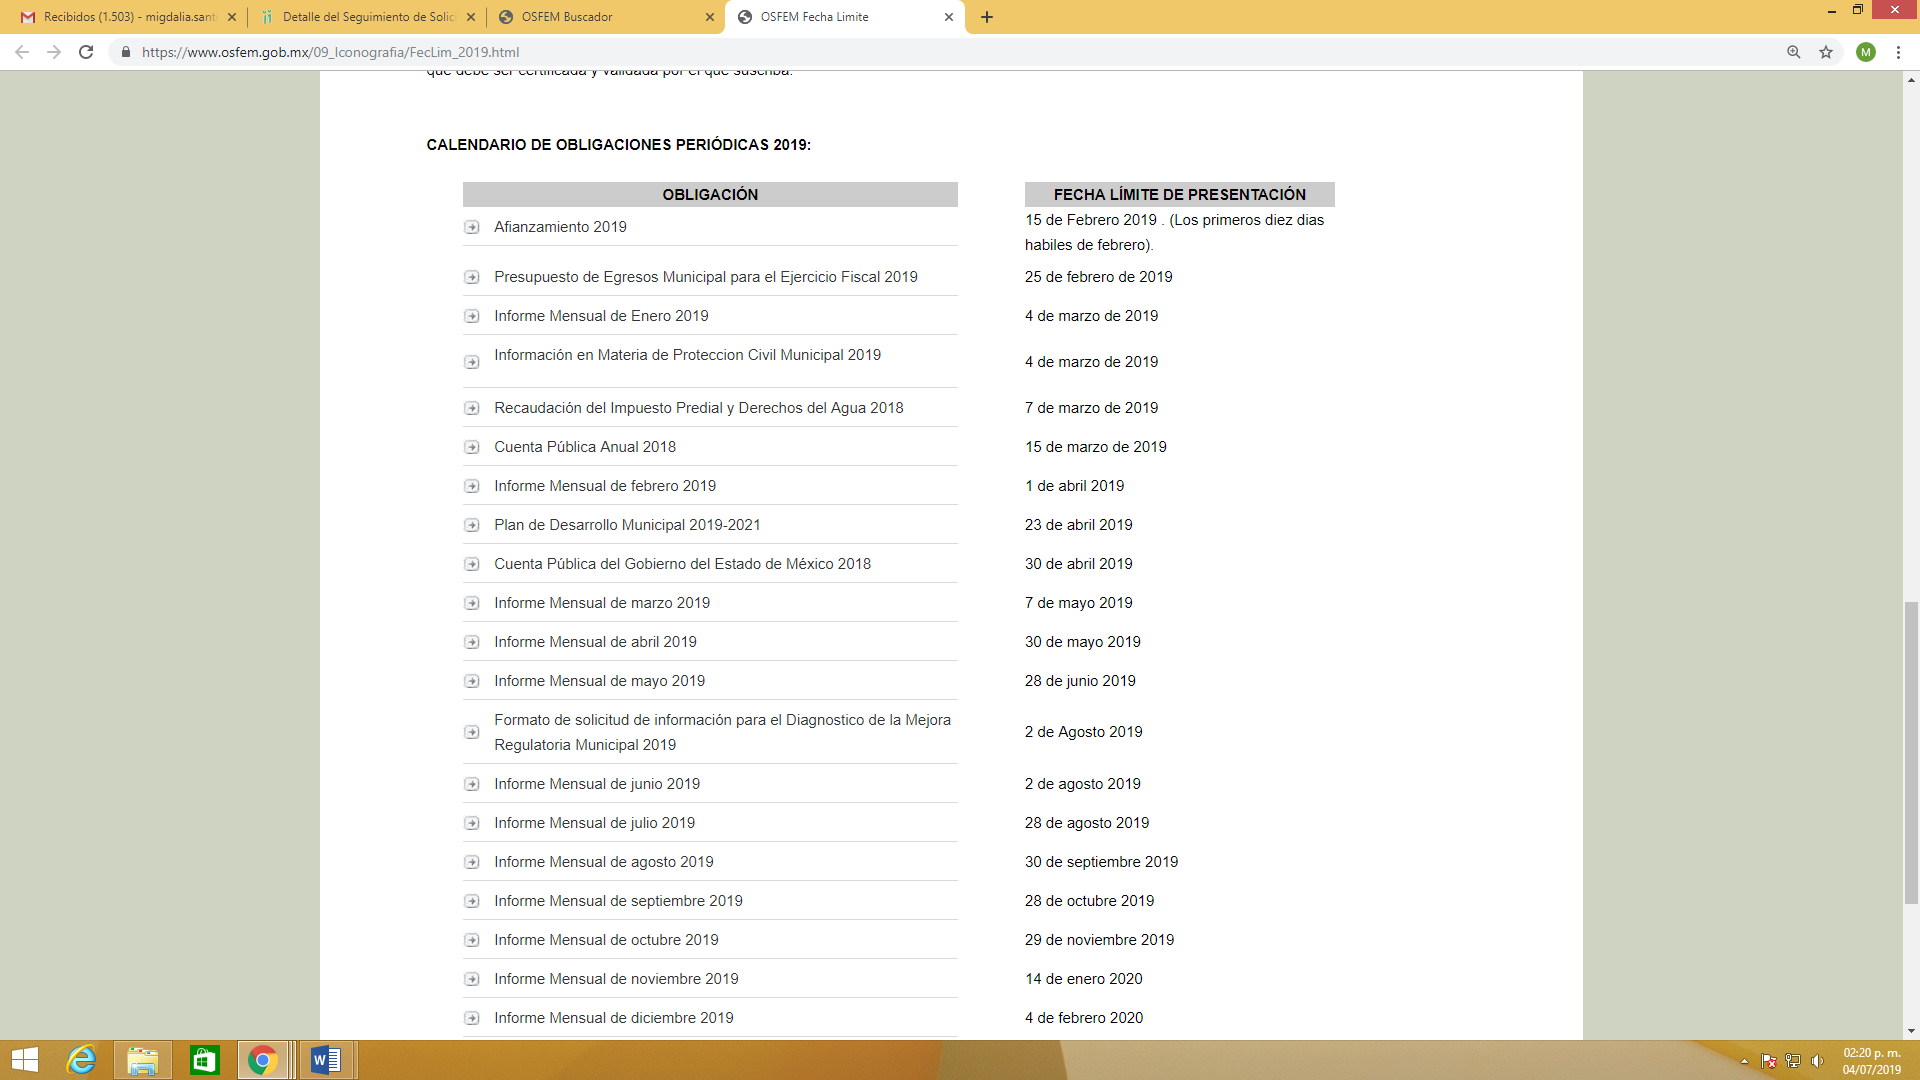 Recibidos (1.503) - migdalia.santi
Detalle del Seguimiento de Solici
OSFEM Buscador
OSFEM Fecha Limite
https://www.osfem.gob.mx/09_Iconografia/FecLim_2019.html
M
que debe ser certificada y validada por el que suscriba.
CALENDARIO DE OBLIGACIONES PERIÓDICAS 2019:
OBLIGACIÓN FECHA LÍMITE DE PRESENTACIÓN
Afianzamiento 2019 15 de Febrero 2019 . (Los primeros diez dias
habiles de febrero).
Presupuesto de Egresos Municipal para el Ejercicio Fiscal 2019 25 de febrero de 2019
Informe Mensual de Enero 2019 4 de marzo de 2019
Información en Materia de Proteccion Civil Municipal 2019 4 de marzo de 2019
Recaudación del Impuesto Predial y Derechos del Agua 2018 7 de marzo de 2019
Cuenta Pública Anual 2018 15 de marzo de 2019
Informe Mensual de febrero 2019 1 de abril 2019
Plan de Desarrollo Municipal 2019-2021 23 de abril 2019
Cuenta Pública del Gobierno del Estado de México 2018 30 de abril 2019
Informe Mensual de marzo 2019 7 de mayo 2019
Informe Mensual de abril 2019 30 de mayo 2019
Informe Mensual de mayo 2019 28 de junio 2019
Formato de solicitud de información para el Diagnostico de la Mejora
Regulatoria Municipal 2019 2 de Agosto 2019
Informe Mensual de junio 2019 2 de agosto 2019
Informe Mensual de julio 2019 28 de agosto 2019
Informe Mensual de agosto 2019 30 de septiembre 2019
Informe Mensual de septiembre 2019 28 de octubre 2019
Informe Mensual de octubre 2019 29 de noviembre 2019
Informe Mensual de noviembre 2019 14 de enero 2020
Informe Mensual de diciembre 2019 4 de febrero 2020
02:20 p. m.
04/07/2019